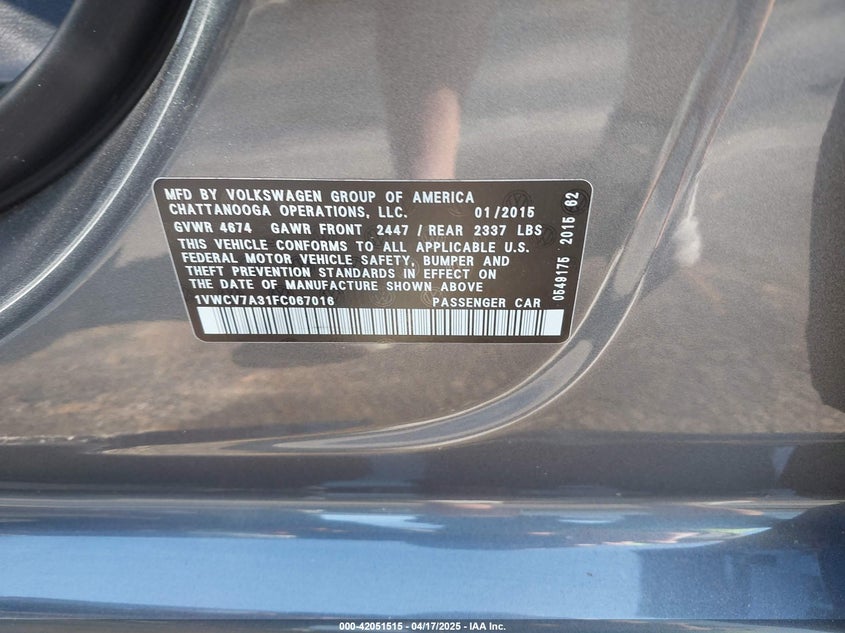 MFD BY VOLKSWAGEN GROUP OF AMERICA
CHATTANOOGA OPERATIONS, LLC. 01/2015
GVWR 4674 GAWR FRONT 2447 / REAR 2337 LBS
THIS VEHICLE CONFORMS TO ALL APPLICABLE U.S.
FEDERAL MOTOR VEHICLE SAFETY, BUMPER AND
THEFT PREVENTION STANDARDS IN EFFECT ON
THE DATE OF MANUFACTURE SHOWN ABOVE
1VWCV7A31FC067016 PASSENGER CAR
0549175 2015 62
000-42051515 - 04/17/2025 - IAA Inc.